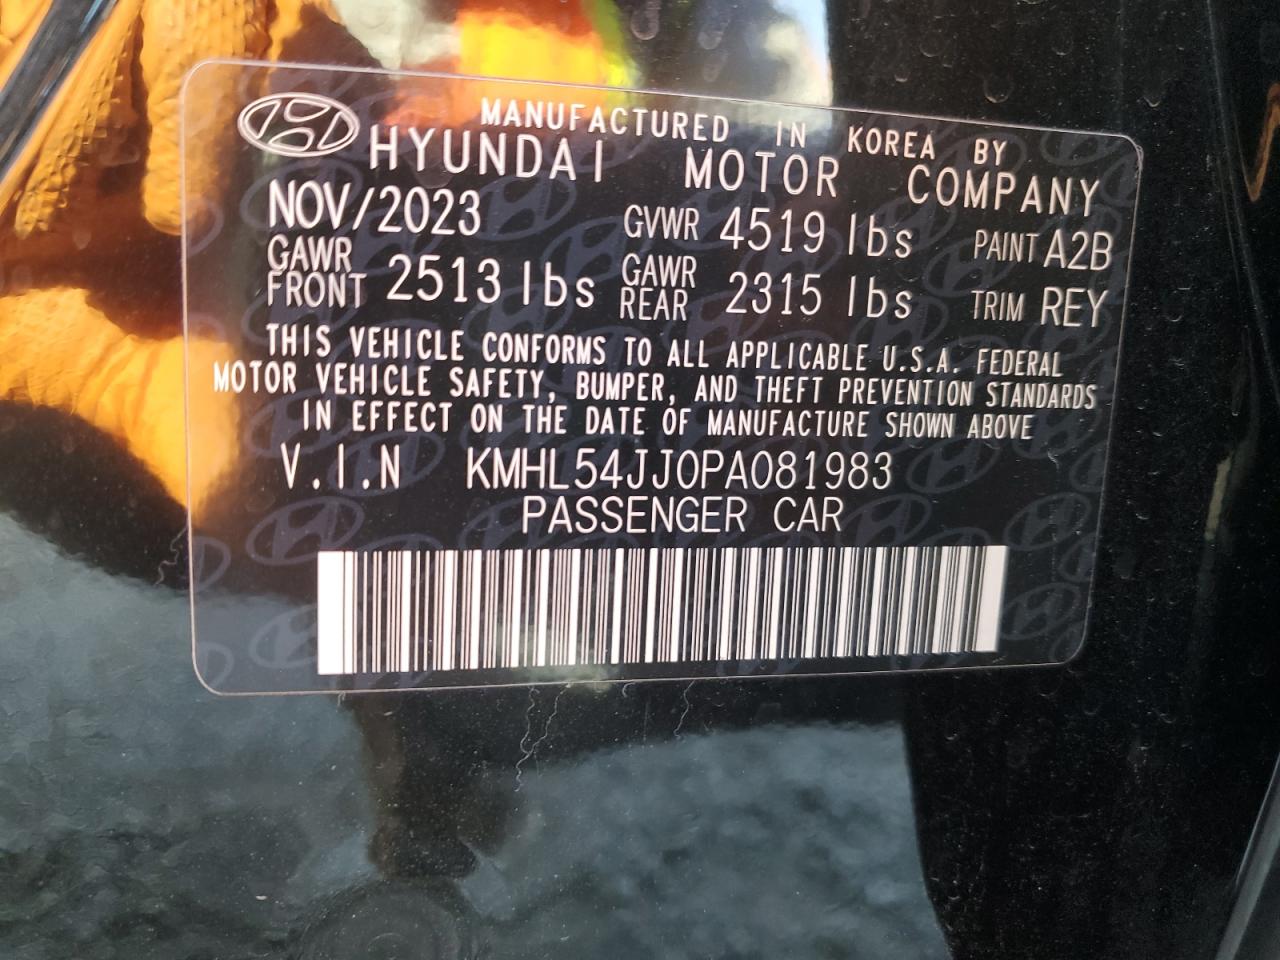 MANUFACTURED IN KOREA BY
HYUNDAI MOTOR COMPANY
NOV/2023 GVWR 4519 lbs PAINT A2B
GAWR FRONT 2513 lbs GAWR REAR 2315 lbs TRIM REY
THIS VEHICLE CONFORMS TO ALL APPLICABLE U.S.A. FEDERAL
MOTOR VEHICLE SAFETY, BUMPER, AND THEFT PREVENTION STANDARDS
IN EFFECT ON THE DATE OF MANUFACTURE SHOWN ABOVE
V.I.N KMHL54JJ0PA081983
PASSENGER CAR